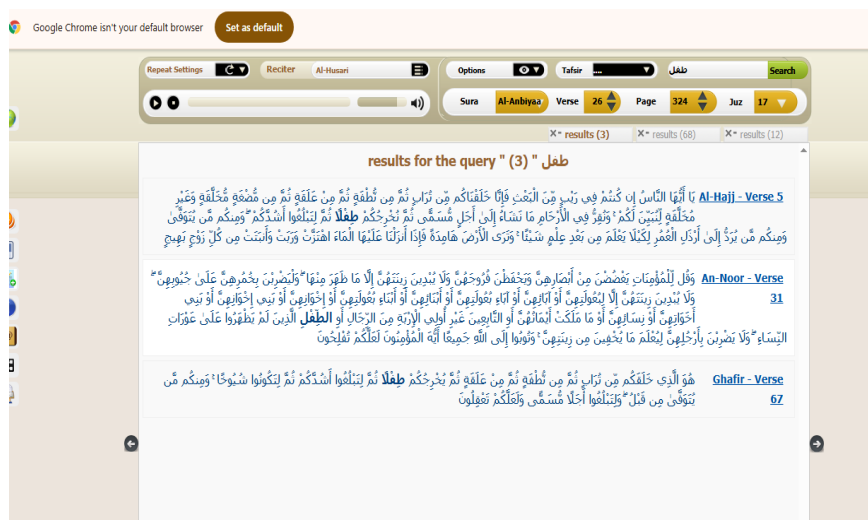 Google Chrome isn't your default browser
Set as default
Repeat Settings
Reciter
Al-Husari
Options
Tafsir
....
طفل
Search
Sura
Al-Anbiyaa
Verse
26
Page
324
Juz
17
X - results (3)
X - results (68)
X - results (12)
results for the query " (3) " طفل
Al-Hajj - Verse 5 يَا أَيُّهَا النَّاسُ إِن كُنتُمْ فِي رَيْبٍ مِّنَ الْبَعْثِ فَإِنَّا خَلَقْنَاكُم مِّن تُرَابٍ ثُمَّ مِن نُّطْفَةٍ ثُمَّ مِنْ عَلَقَةٍ ثُمَّ مِن مُّضْغَةٍ مُّخَلَّقَةٍ وَغَيْرِ
مُخَلَّقَةٍ لِّنُبَيِّنَ لَكُمْ ۚ وَنُقِرُّ فِي الْأَرْحَامِ مَا نَشَاءُ إِلَىٰ أَجَلٍ مُّسَمًّى ثُمَّ نُخْرِجُكُمْ طِفْلًا ثُمَّ لِتَبْلُغُوا أَشُدَّكُمْ ۖ وَمِنكُم مَّن يُتَوَفَّىٰ
وَمِنكُم مَّن يُرَدُّ إِلَىٰ أَرْذَلِ الْعُمُرِ لِكَيْلَا يَعْلَمَ مِن بَعْدِ عِلْمٍ شَيْئًا ۚ وَتَرَى الْأَرْضَ هَامِدَةً فَإِذَا أَنزَلْنَا عَلَيْهَا الْمَاءَ اهْتَزَّتْ وَرَبَتْ وَأَنبَتَتْ مِن كُلِّ زَوْجٍ بَهِيجٍ
An-Noor - Verse وَقُل لِّلْمُؤْمِنَاتِ يَغْضُضْنَ مِنْ أَبْصَارِهِنَّ وَيَحْفَظْنَ فُرُوجَهُنَّ وَلَا يُبْدِينَ زِينَتَهُنَّ إِلَّا مَا ظَهَرَ مِنْهَا ۖ وَلْيَضْرِبْنَ بِخُمُرِهِنَّ عَلَىٰ جُيُوبِهِنَّ ۖ
31 وَلَا يُبْدِينَ زِينَتَهُنَّ إِلَّا لِبُعُولَتِهِنَّ أَوْ آبَائِهِنَّ أَوْ آبَاءِ بُعُولَتِهِنَّ أَوْ أَبْنَائِهِنَّ أَوْ أَبْنَاءِ بُعُولَتِهِنَّ أَوْ إِخْوَانِهِنَّ أَوْ بَنِي إِخْوَانِهِنَّ أَوْ بَنِي
أَخَوَاتِهِنَّ أَوْ نِسَائِهِنَّ أَوْ مَا مَلَكَتْ أَيْمَانُهُنَّ أَوِ التَّابِعِينَ غَيْرِ أُولِي الْإِرْبَةِ مِنَ الرِّجَالِ أَوِ الطِّفْلِ الَّذِينَ لَمْ يَظْهَرُوا عَلَىٰ عَوْرَاتِ
النِّسَاءِ ۖ وَلَا يَضْرِبْنَ بِأَرْجُلِهِنَّ لِيُعْلَمَ مَا يُخْفِينَ مِن زِينَتِهِنَّ ۚ وَتُوبُوا إِلَى اللَّهِ جَمِيعًا أَيُّهَ الْمُؤْمِنُونَ لَعَلَّكُمْ تُفْلِحُونَ
Ghafir - Verse هُوَ الَّذِي خَلَقَكُم مِّن تُرَابٍ ثُمَّ مِن نُّطْفَةٍ ثُمَّ مِنْ عَلَقَةٍ ثُمَّ يُخْرِجُكُمْ طِفْلًا ثُمَّ لِتَبْلُغُوا أَشُدَّكُمْ ثُمَّ لِتَكُونُوا شُيُوخًا ۚ وَمِنكُم مَّن
67 يُتَوَفَّىٰ مِن قَبْلُ ۖ وَلِتَبْلُغُوا أَجَلًا مُّسَمًّى وَلَعَلَّكُمْ تَعْقِلُونَ